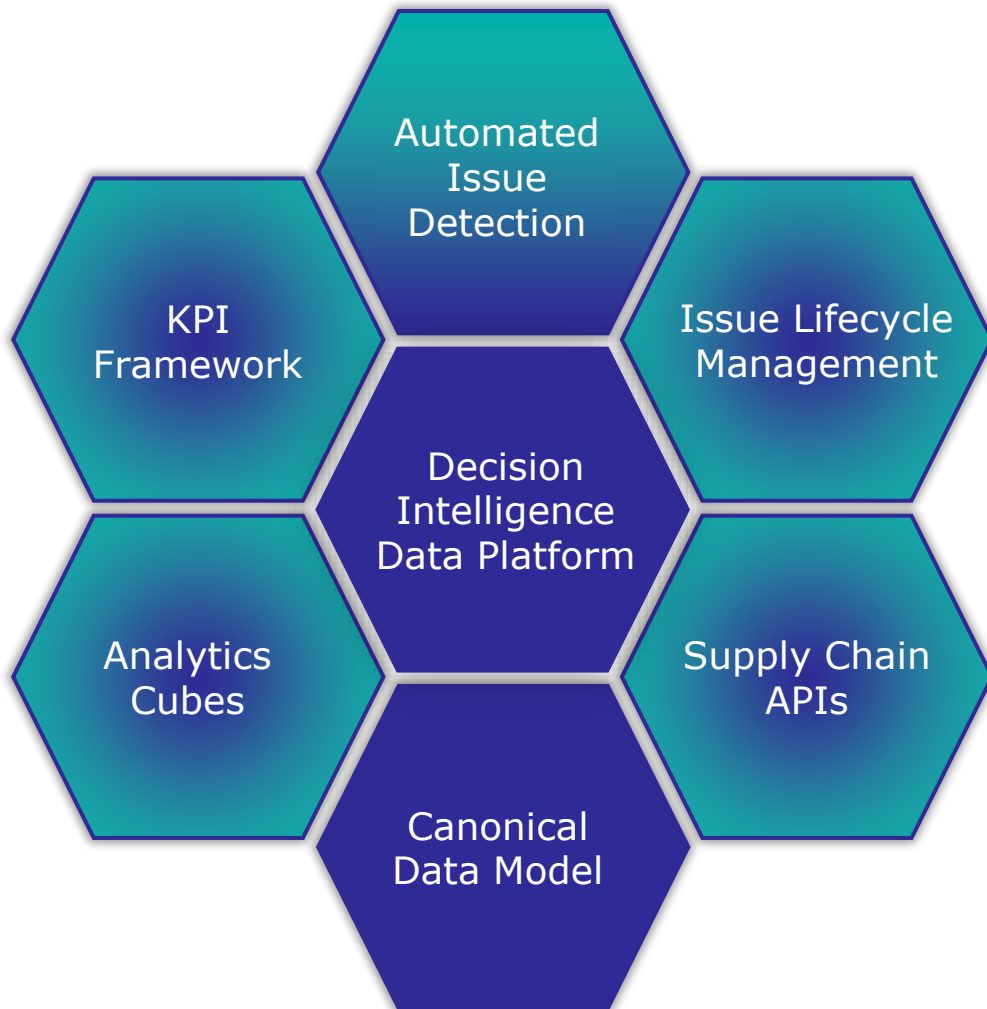 Automated
Issue
Detection
KPI
Framework
Issue Lifecycle
Management
Decision
Intelligence
Data Platform
Analytics
Cubes
Supply Chain
APIs
Canonical
Data Model